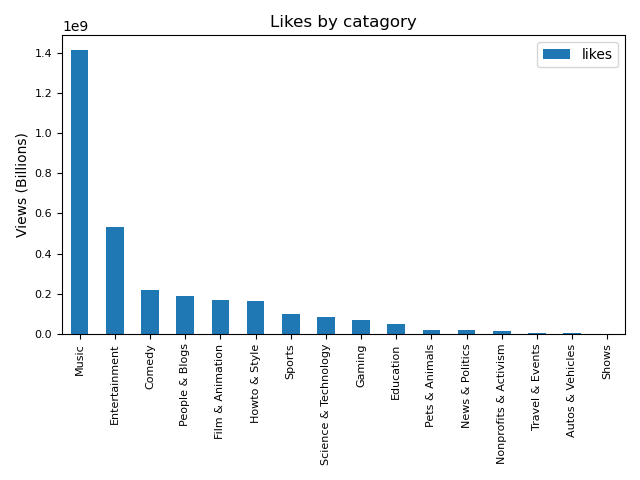 Likes by catagory
1e9
likes
Views (Billions)
1.4
1.2
1.0
0.8
0.6
0.4
0.2
0.0
Music
Entertainment
Comedy
People & Blogs
Film & Animation
Howto & Style
Sports
Science & Technology
Gaming
Education
Pets & Animals
News & Politics
Nonprofits & Activism
Travel & Events
Autos & Vehicles
Shows